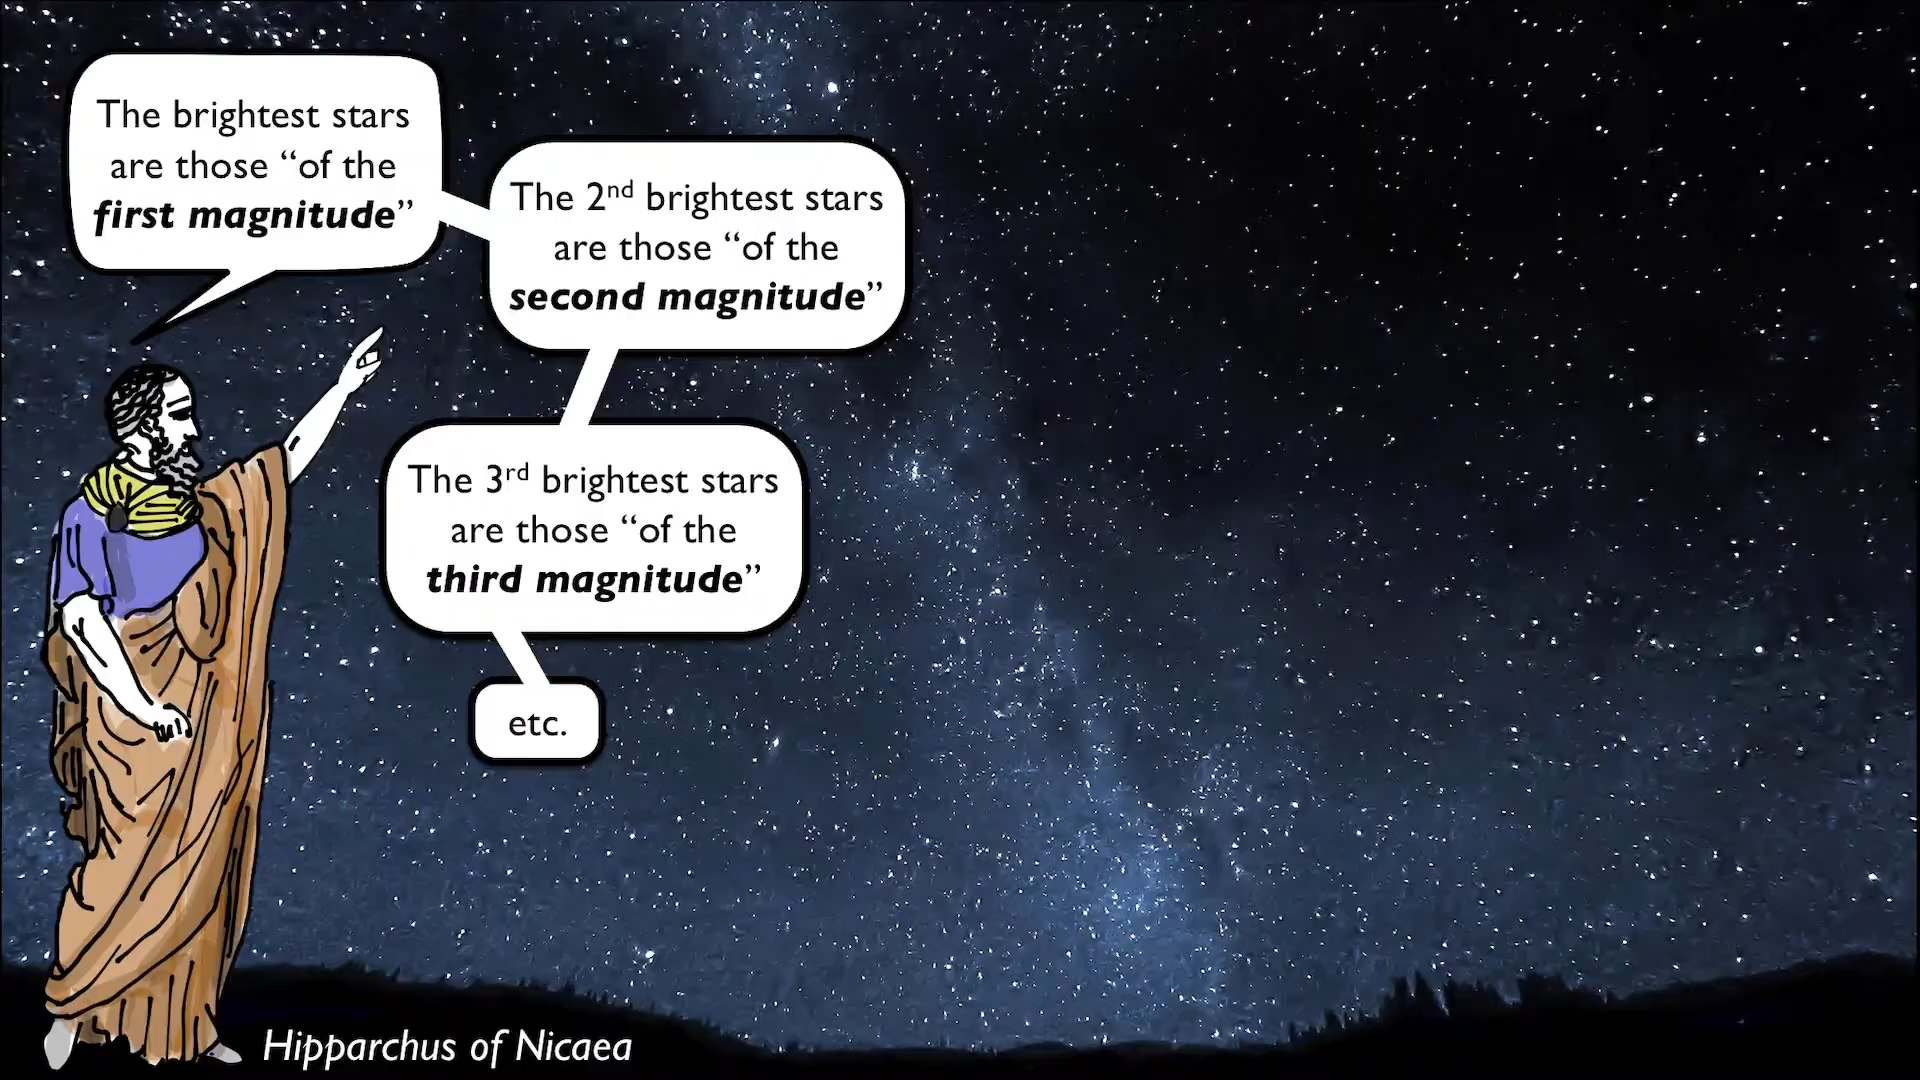 The brightest stars
are those “of the
first magnitude”
The 2nd brightest stars
are those “of the
second magnitude”
The 3rd brightest stars
are those “of the
third magnitude”
etc.
Hipparchus of Nicaea